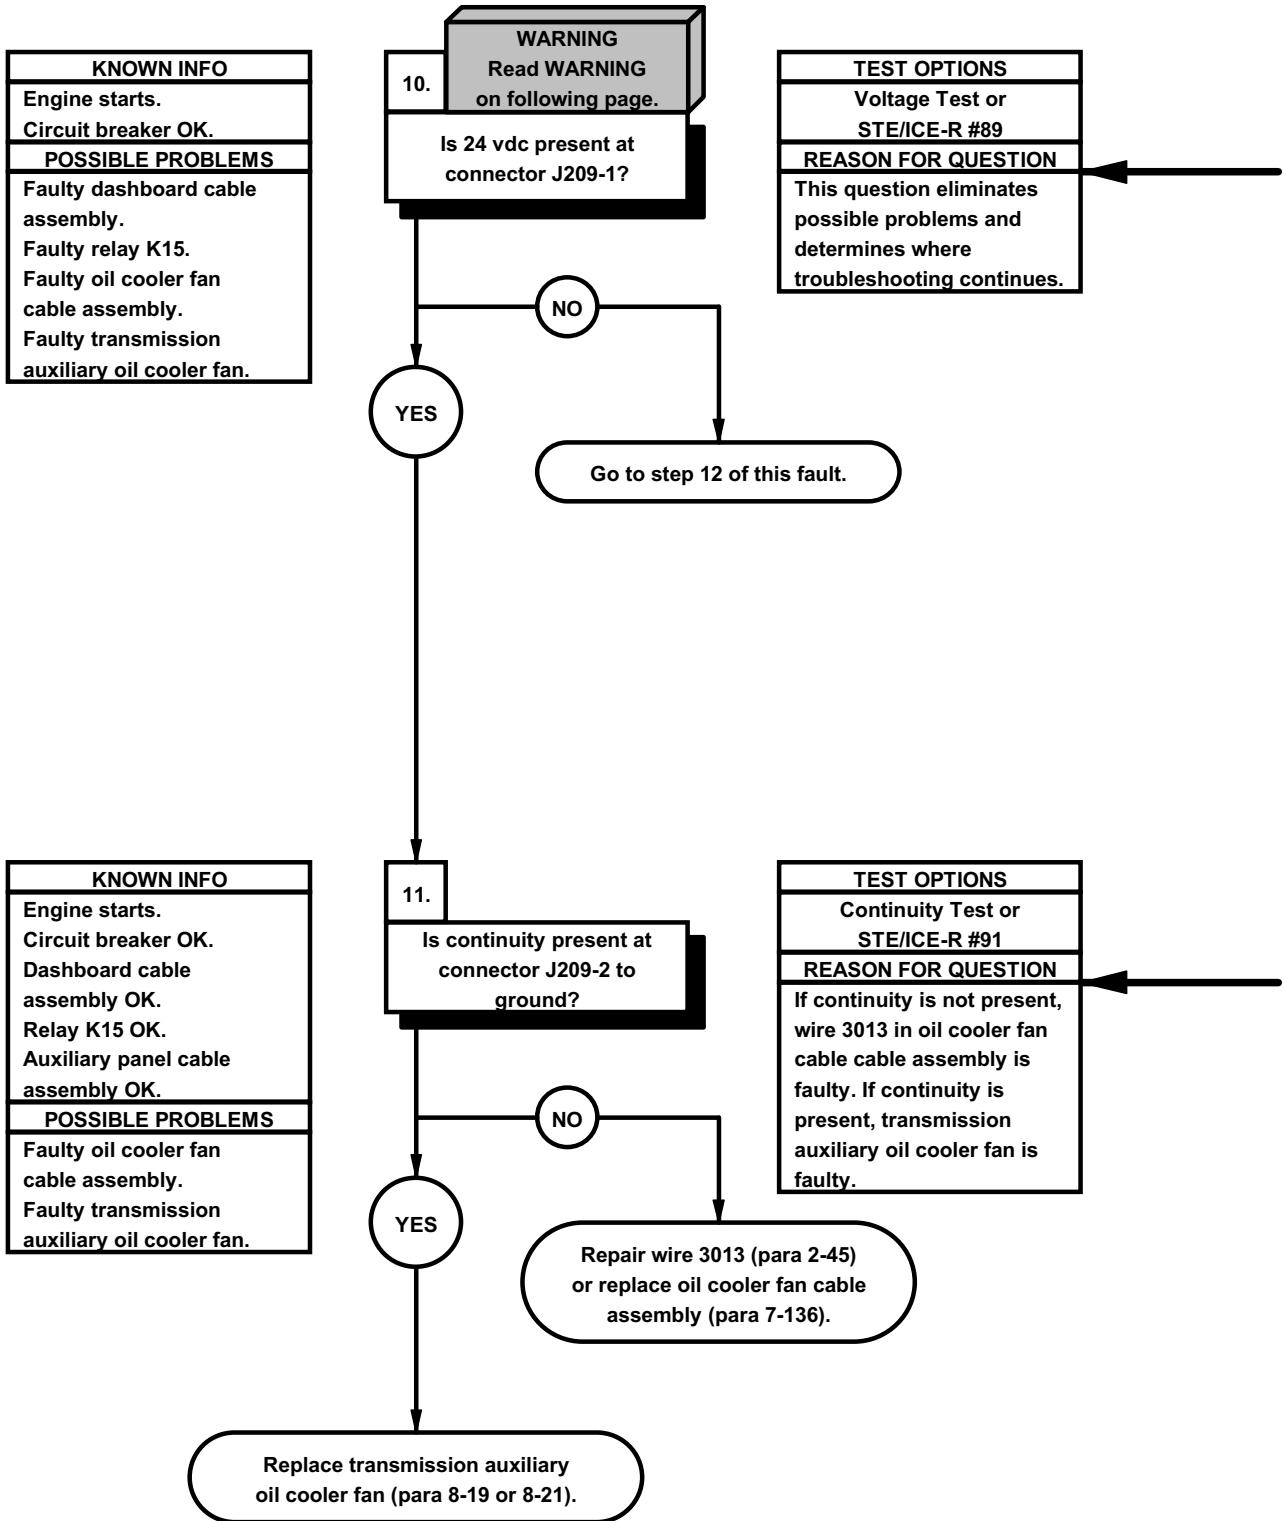 KNOWN INFO
Engine starts.
Circuit breaker OK.
POSSIBLE PROBLEMS
Faulty dashboard cable
assembly.
Faulty relay K15.
Faulty oil cooler fan
cable assembly.
Faulty transmission
auxiliary oil cooler fan.
10.
WARNING
Read WARNING
on following page.
Is 24 vdc present at
connector J209-1?
TEST OPTIONS
Voltage Test or
STE/ICE-R #89
REASON FOR QUESTION
This question eliminates
possible problems and
determines where
troubleshooting continues.
NO
YES
Go to step 12 of this fault.
KNOWN INFO
Engine starts.
Circuit breaker OK.
Dashboard cable
assembly OK.
Relay K15 OK.
Auxiliary panel cable
assembly OK.
POSSIBLE PROBLEMS
Faulty oil cooler fan
cable assembly.
Faulty transmission
auxiliary oil cooler fan.
11.
Is continuity present at
connector J209-2 to
ground?
TEST OPTIONS
Continuity Test or
STE/ICE-R #91
REASON FOR QUESTION
If continuity is not present,
wire 3013 in oil cooler fan
cable cable assembly is
faulty. If continuity is
present, transmission
auxiliary oil cooler fan is
faulty.
NO
YES
Repair wire 3013 (para 2-45)
or replace oil cooler fan cable
assembly (para 7-136).
Replace transmission auxiliary
oil cooler fan (para 8-19 or 8-21).